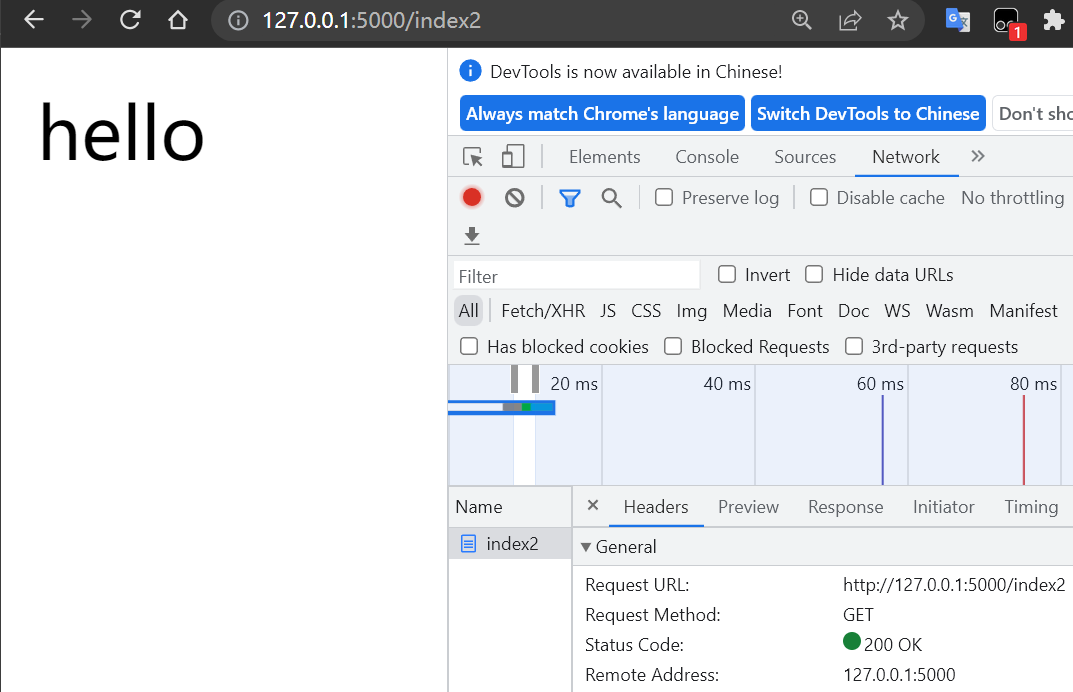 127.0.0.1:5000/index2
1
hello
DevTools is now available in Chinese!
Always match Chrome's language Switch DevTools to Chinese Don't sho
Elements Console Sources Network
Preserve log Disable cache No throttling
Filter Invert Hide data URLs
All Fetch/XHR JS CSS Img Media Font Doc WS Wasm Manifest
Has blocked cookies Blocked Requests 3rd-party requests
20 ms 40 ms 60 ms 80 ms
Name Headers Preview Response Initiator Timing
index2
General
Request URL: http://127.0.0.1:5000/index2
Request Method: GET
Status Code: 200 OK
Remote Address: 127.0.0.1:5000